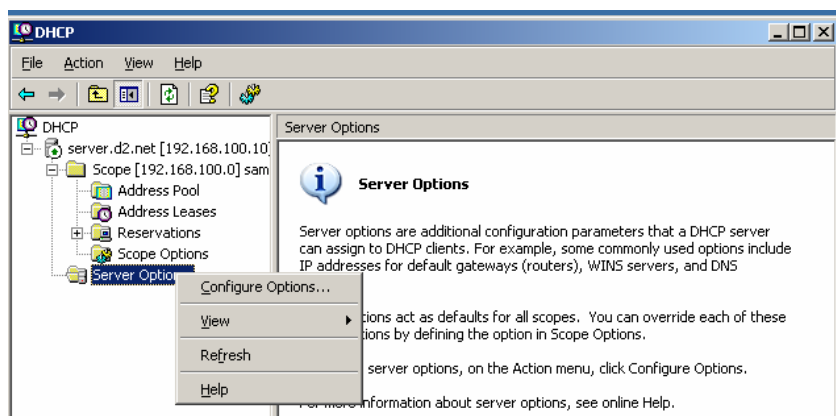 DHCP
File Action View Help
DHCP
server.d2.net [192.168.100.10]
Scope [192.168.100.0] sam
Address Pool
Address Leases
Reservations
Scope Options
Server Option
Configure Options...
View
Refresh
Help
Server Options
Server Options
Server options are additional configuration parameters that a DHCP server
can assign to DHCP clients. For example, some commonly used options include
IP addresses for default gateways (routers), WINS servers, and DNS
act as defaults for all scopes. You can override each of these
by defining the option in Scope Options.
server options, on the Action menu, click Configure Options.
For more information about server options, see online Help.